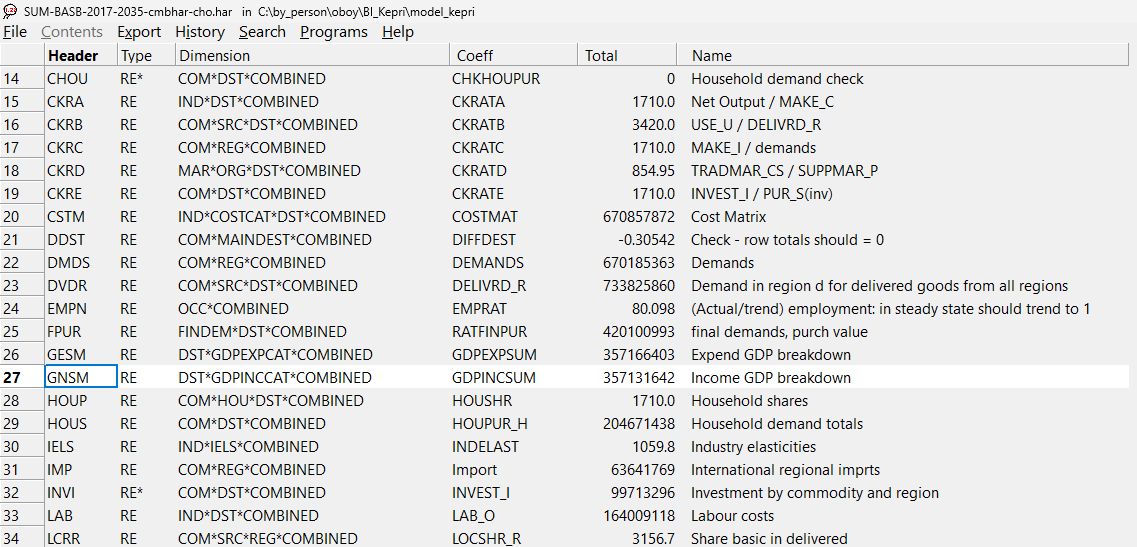 SUM-BASB-2017-2035-cmbhar-cho.har in C:\by_person\oboy\BI_Kepri\model_kepri
File Contents Export History Search Programs Help
Header Type Dimension Coeff Total Name
14 CHOU RE* COM*DST*COMBINED CHKHOUPUR 0 Household demand check
15 CKRA RE IND*DST*COMBINED CKRATA 1710.0 Net Output / MAKE_C
16 CKRB RE COM*SRC*DST*COMBINED CKRATB 3420.0 USE_U / DELIVRD_R
17 CKRC RE COM*REG*COMBINED CKRATC 1710.0 MAKE_I / demands
18 CKRD RE MAR*ORG*DST*COMBINED CKRATD 854.95 TRADMAR_CS / SUPPMAR_P
19 CKRE RE COM*DST*COMBINED CKRATE 1710.0 INVEST_I / PUR_S(inv)
20 CSTM RE IND*COSTCAT*DST*COMBINED COSTMAT 670857872 Cost Matrix
21 DDST RE COM*MAINDEST*COMBINED DIFFDEST -0.30542 Check - row totals should = 0
22 DMDS RE COM*REG*COMBINED DEMANDS 670185363 Demands
23 DVDR RE COM*SRC*DST*COMBINED DELIVRD_R 733825860 Demand in region d for delivered goods from all regions
24 EMPN RE OCC*COMBINED EMPRAT 80.098 (Actual/trend) employment: in steady state should trend to 1
25 FPUR RE FINDEM*DST*COMBINED RATFINPUR 420100993 final demands, purch value
26 GESM RE DST*GDPEXPCAT*COMBINED GDPEXPSUM 357166403 Expend GDP breakdown
27 GNSM RE DST*GDPINCCAT*COMBINED GDPINCSUM 357131642 Income GDP breakdown
28 HOUP RE COM*HOU*DST*COMBINED HOUSHR 1710.0 Household shares
29 HOUS RE COM*DST*COMBINED HOUPUR_H 204671438 Household demand totals
30 IELS RE IND*IELS*COMBINED INDELAST 1059.8 Industry elasticities
31 IMP RE COM*REG*COMBINED Import 63641769 International regional imprts
32 INVI RE* COM*DST*COMBINED INVEST_I 99713296 Investment by commodity and region
33 LAB RE IND*DST*COMBINED LAB_O 164009118 Labour costs
34 LCRR RE COM*SRC*REG*COMBINED LOCSHR_R 3156.7 Share basic in delivered